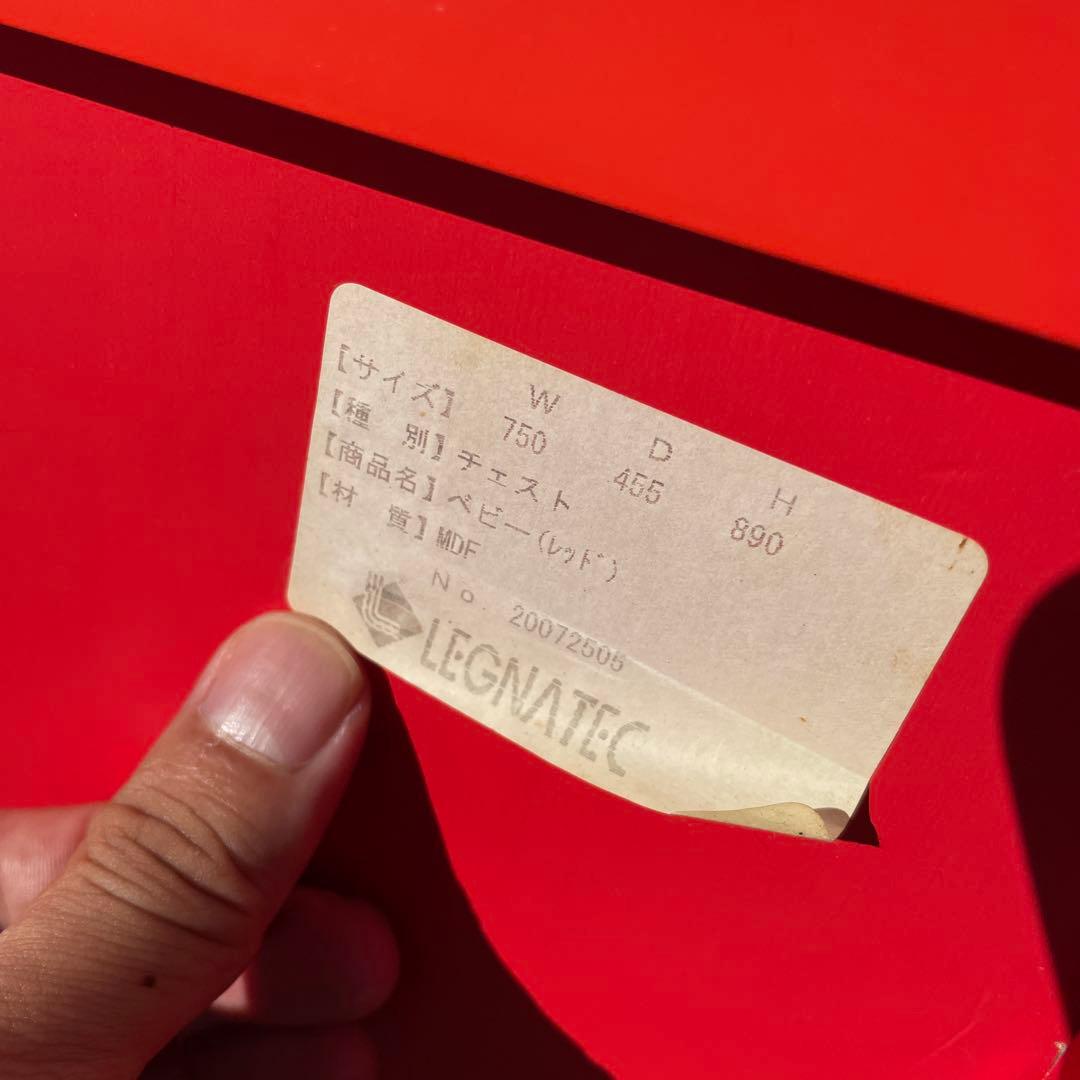 W D H
【サイズ】 750 455 890
【種 別】チェスト
【商品名】ベビー(ﾚｯﾄﾞ)
【材 質】MDF
No. 20072505
LEGNATEC